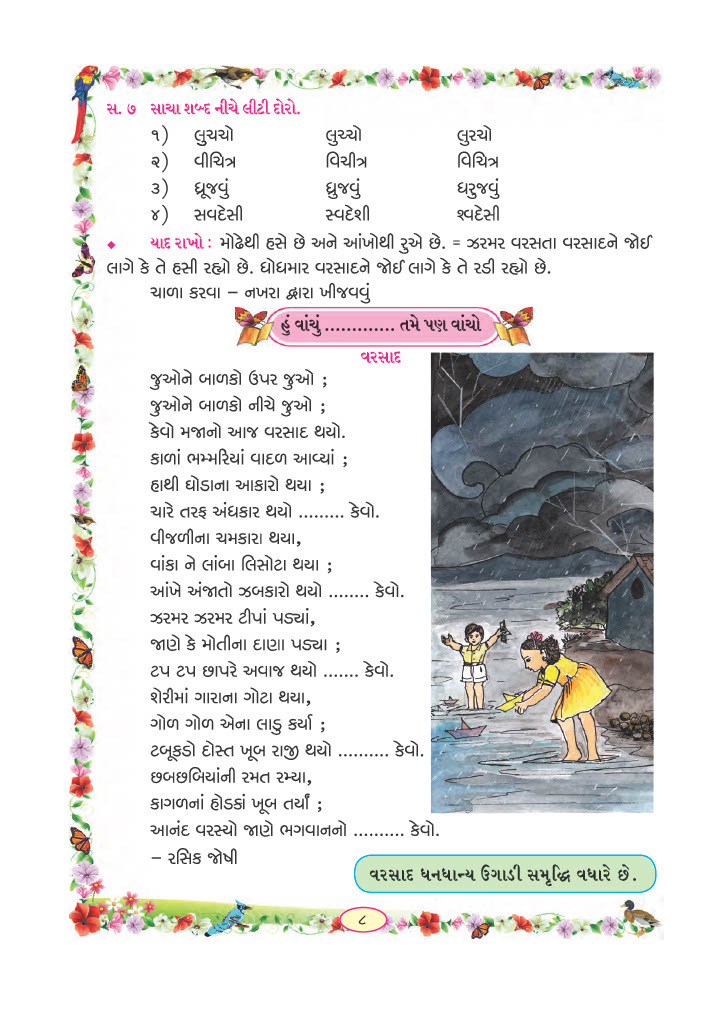 સ. ૭ સાચા શબ્દ નીચે લીટી દોરો.
૧) લુચચો લુચ્ચો લુરચો
૨) વીચિત્ર વિચીત્ર વિચિત્ર
૩) ધ્રૂજવું ધ્રુજવું ધરુજવું
૪) સવદેસી સ્વદેશી શ્વદેસી
◆ યાદ રાખો : મોઢેથી હસે છે અને આંખોથી રુએ છે. = ઝરમર વરસતા વરસાદને જોઈ
લાગે કે તે હસી રહ્યો છે. ધોધમાર વરસાદને જોઈ લાગે કે તે રડી રહ્યો છે.
ચાળા કરવા – નખરા દ્વારા ખીજવવું
હું વાંચું ............. તમે પણ વાંચો
વરસાદ
જુઓને બાળકો ઉપર જુઓ ;
જુઓને બાળકો નીચે જુઓ ;
કેવો મજાનો આજ વરસાદ થયો.
કાળાં ભમ્મરિયાં વાદળ આવ્યાં ;
હાથી ઘોડાના આકારો થયા ;
ચારે તરફ અંધકાર થયો ......... કેવો.
વીજળીના ચમકારા થયા,
વાંકા ને લાંબા લિસોટા થયા ;
આંખે અંજાતો ઝબકારો થયો ........ કેવો.
ઝરમર ઝરમર ટીપાં પડ્યાં,
જાણે કે મોતીના દાણા પડ્યા ;
ટપ ટપ છાપરે અવાજ થયો ....... કેવો.
શેરીમાં ગારાના ગોટા થયા,
ગોળ ગોળ એના લાડુ કર્યા ;
ટબૂકડો દોસ્ત ખૂબ રાજી થયો .......... કેવો.
છબછબિયાંની રમત રમ્યા,
કાગળનાં હોડકાં ખૂબ તર્યાં ;
આનંદ વરસ્યો જાણે ભગવાનનો .......... કેવો.
– રસિક જોષી
વરસાદ ધનધાન્ય ઉગાડી સમૃદ્ધિ વધારે છે.
૮